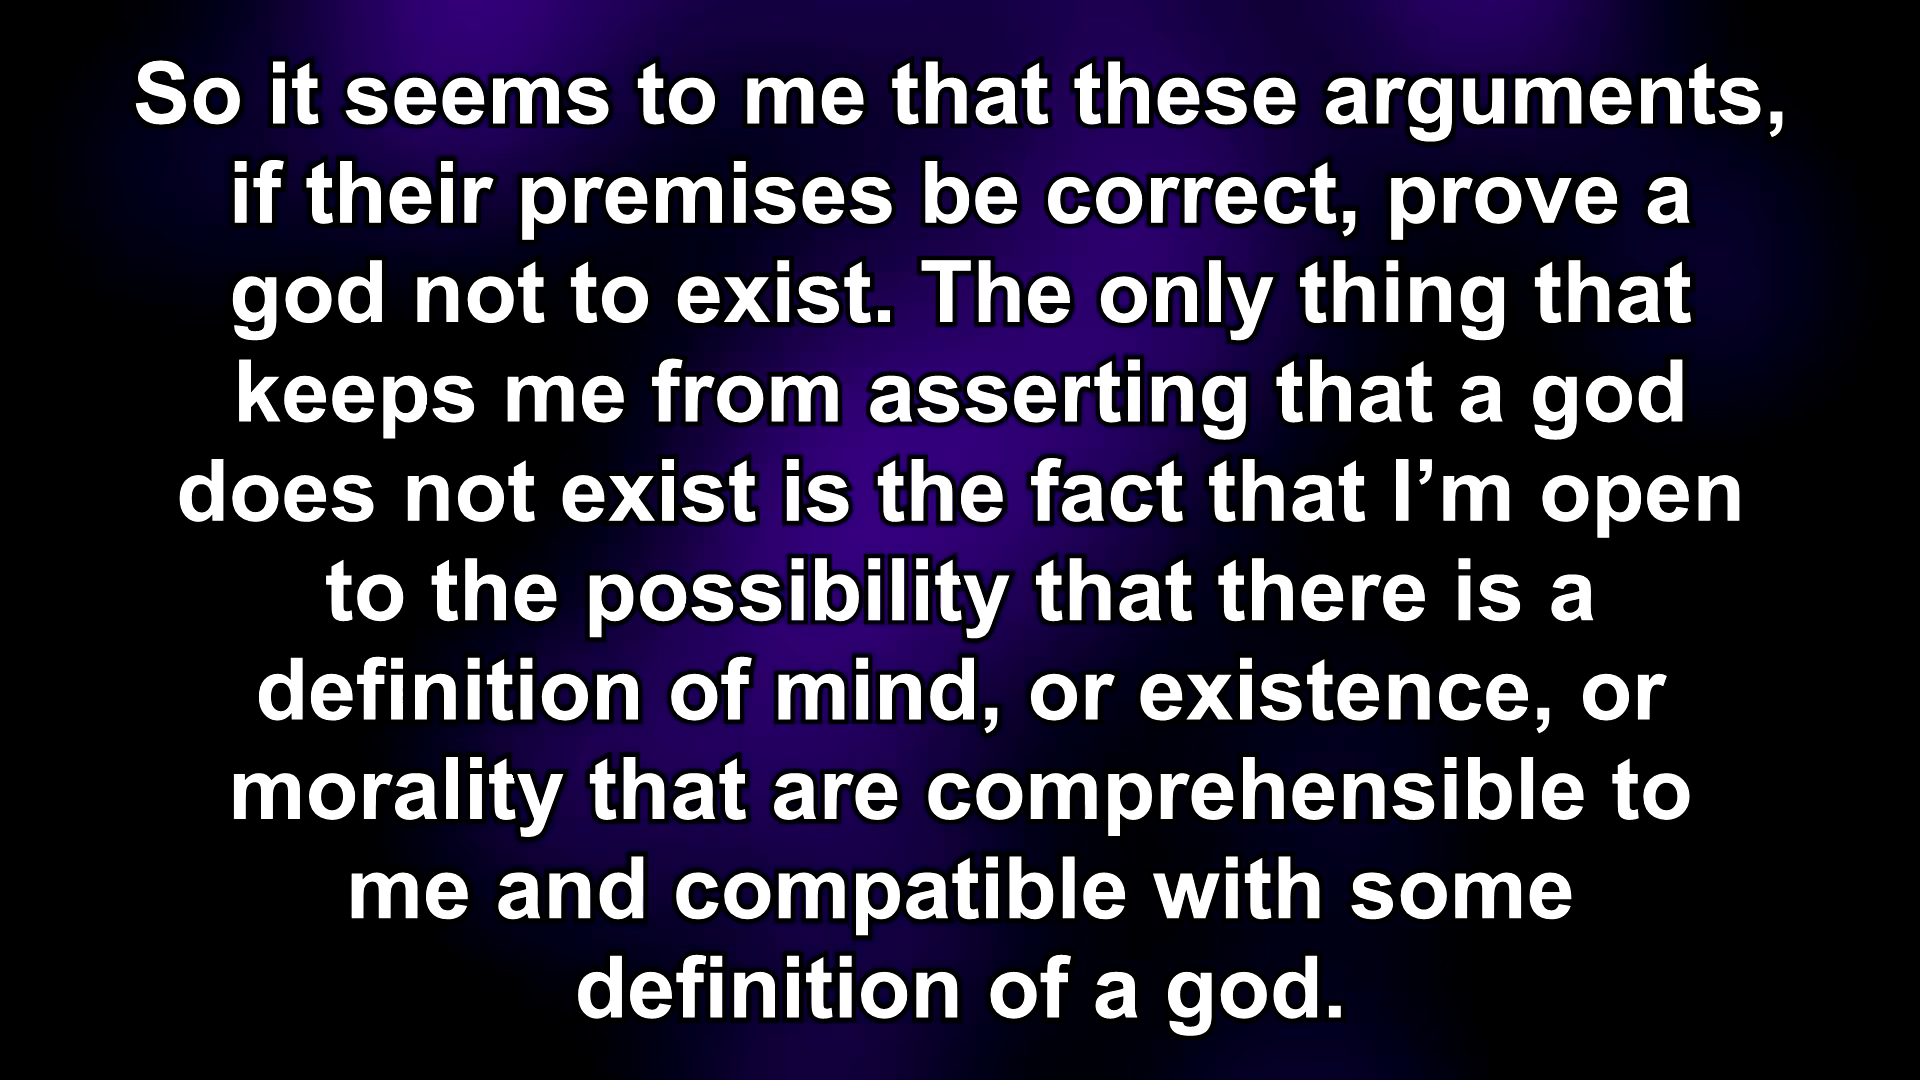 So it seems to me that these arguments,
if their premises be correct, prove a
god not to exist. The only thing that
keeps me from asserting that a god
does not exist is the fact that I’m open
to the possibility that there is a
definition of mind, or existence, or
morality that are comprehensible to
me and compatible with some
definition of a god.